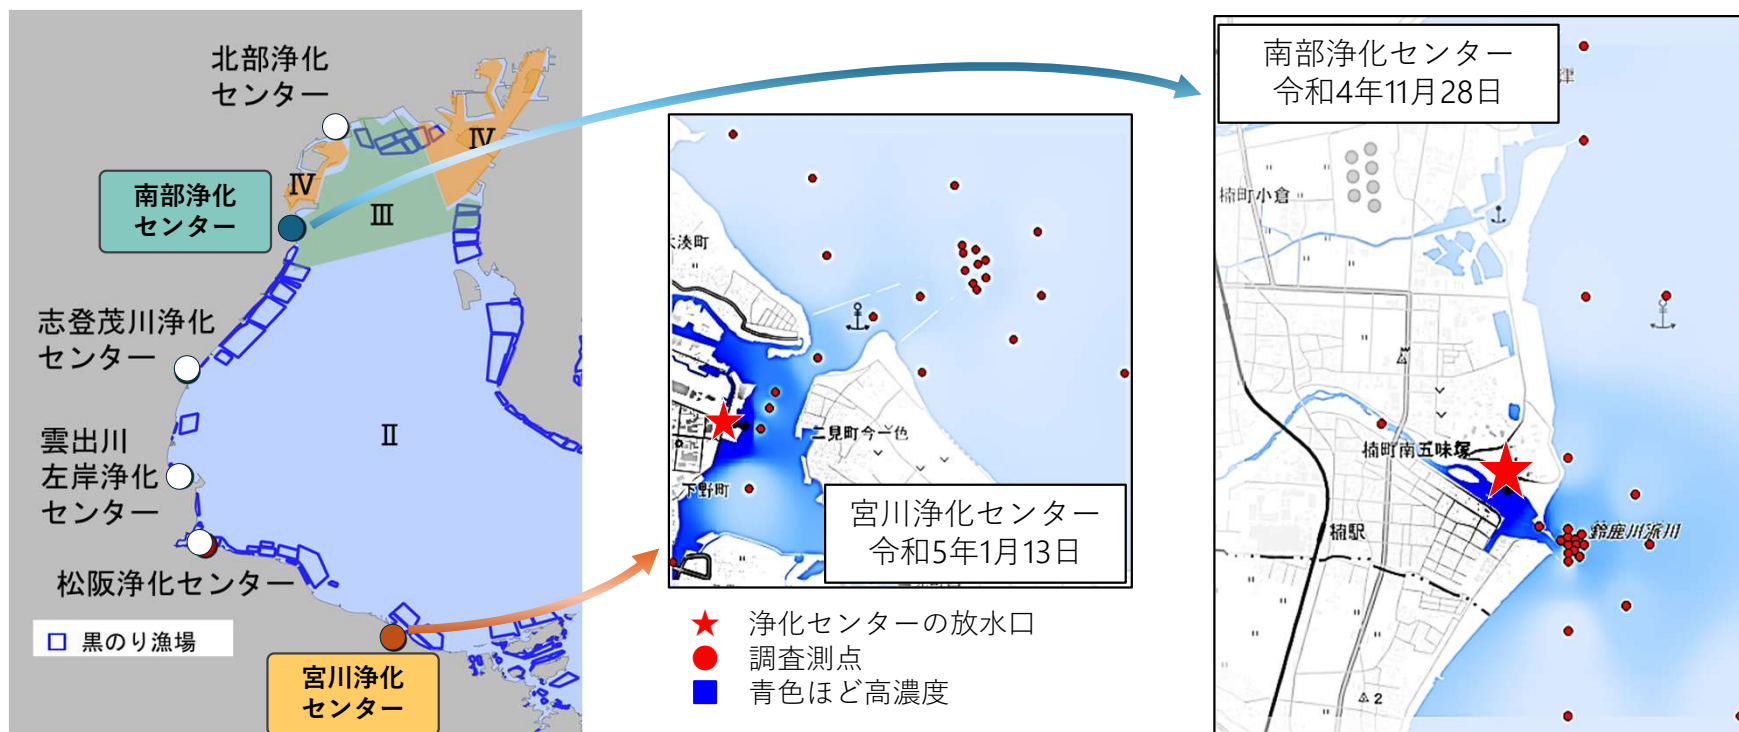 北部浄化
センター
Ⅳ
Ⅳ
南部浄化
センター
Ⅲ
志登茂川浄化
センター
Ⅱ
雲出川
左岸浄化
センター
松阪浄化センター
黒のり漁場
宮川浄化
センター
大湊町
二見町今一色
下野町
宮川浄化センター
令和5年1月13日
★ 浄化センターの放水口
● 調査測点
■ 青色ほど高濃度
南部浄化センター
令和4年11月28日
津
楠町小倉
楠町南五味塚
楠駅
鈴鹿川派川
2